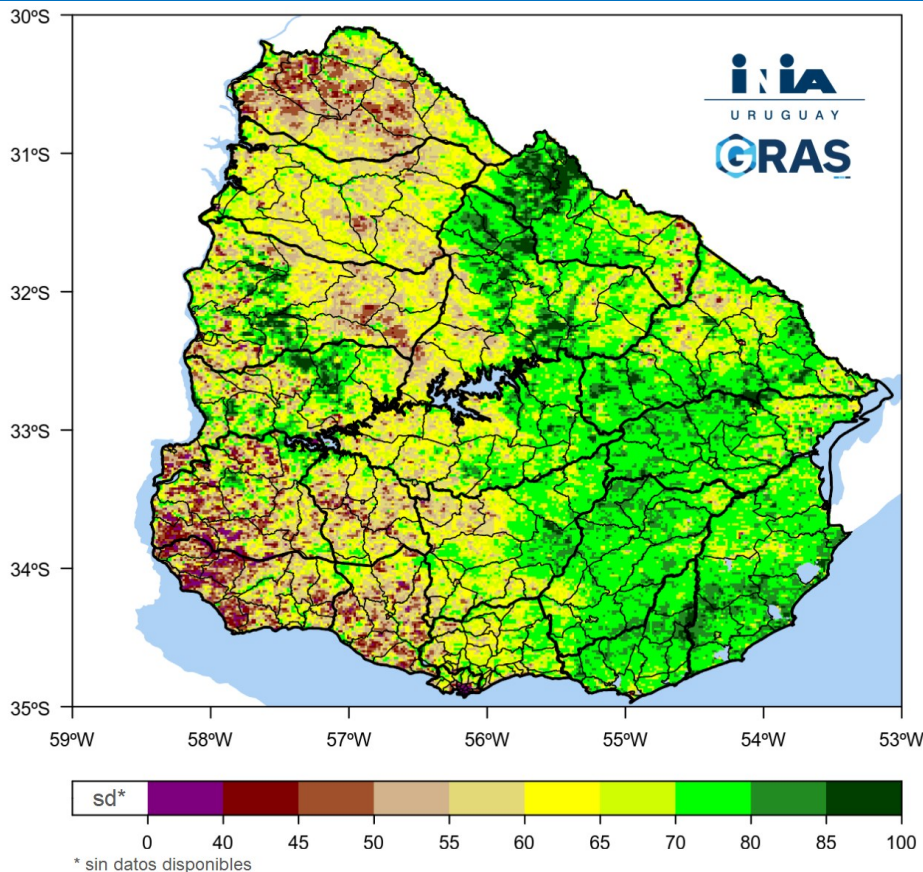 30ºS
INIA
URUGUAY
GRAS
31ºS
32ºS
33ºS
34ºS
35ºS
59ºW 58ºW 57ºW 56ºW 55ºW 54ºW 53ºW
sd*
0 40 45 50 55 60 65 70 80 85 100
* sin datos disponibles